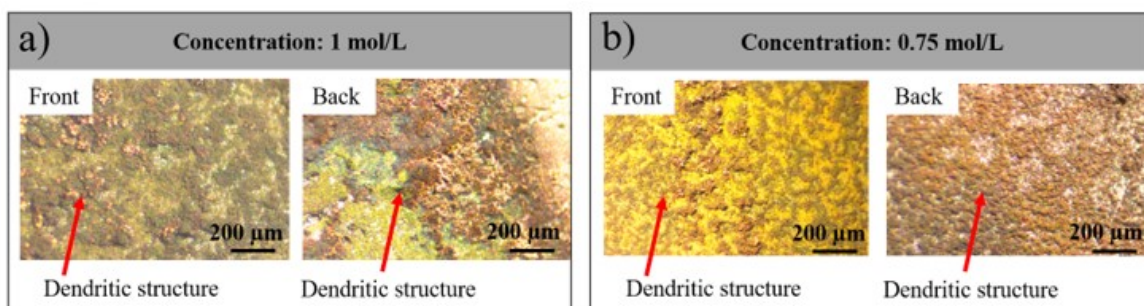 a)
Concentration: 1 mol/L
Front
Back
200 µm
200 µm
Dendritic structure
Dendritic structure
b)
Concentration: 0.75 mol/L
Front
Back
200 µm
200 µm
Dendritic structure
Dendritic structure